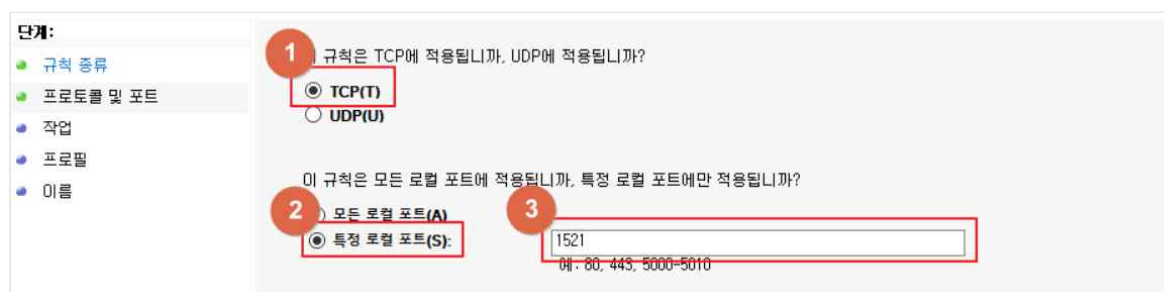 단계:
규칙 종류
프로토콜 및 포트
작업
프로필
이름
1
규칙은 TCP에 적용됩니까, UDP에 적용됩니까?
TCP(T)
UDP(U)
이 규칙은 모든 로컬 포트에 적용됩니까, 특정 로컬 포트에만 적용됩니까?
2
3
모든 로컬 포트(A)
특정 로컬 포트(S):
1521
예: 80, 443, 5000-5010